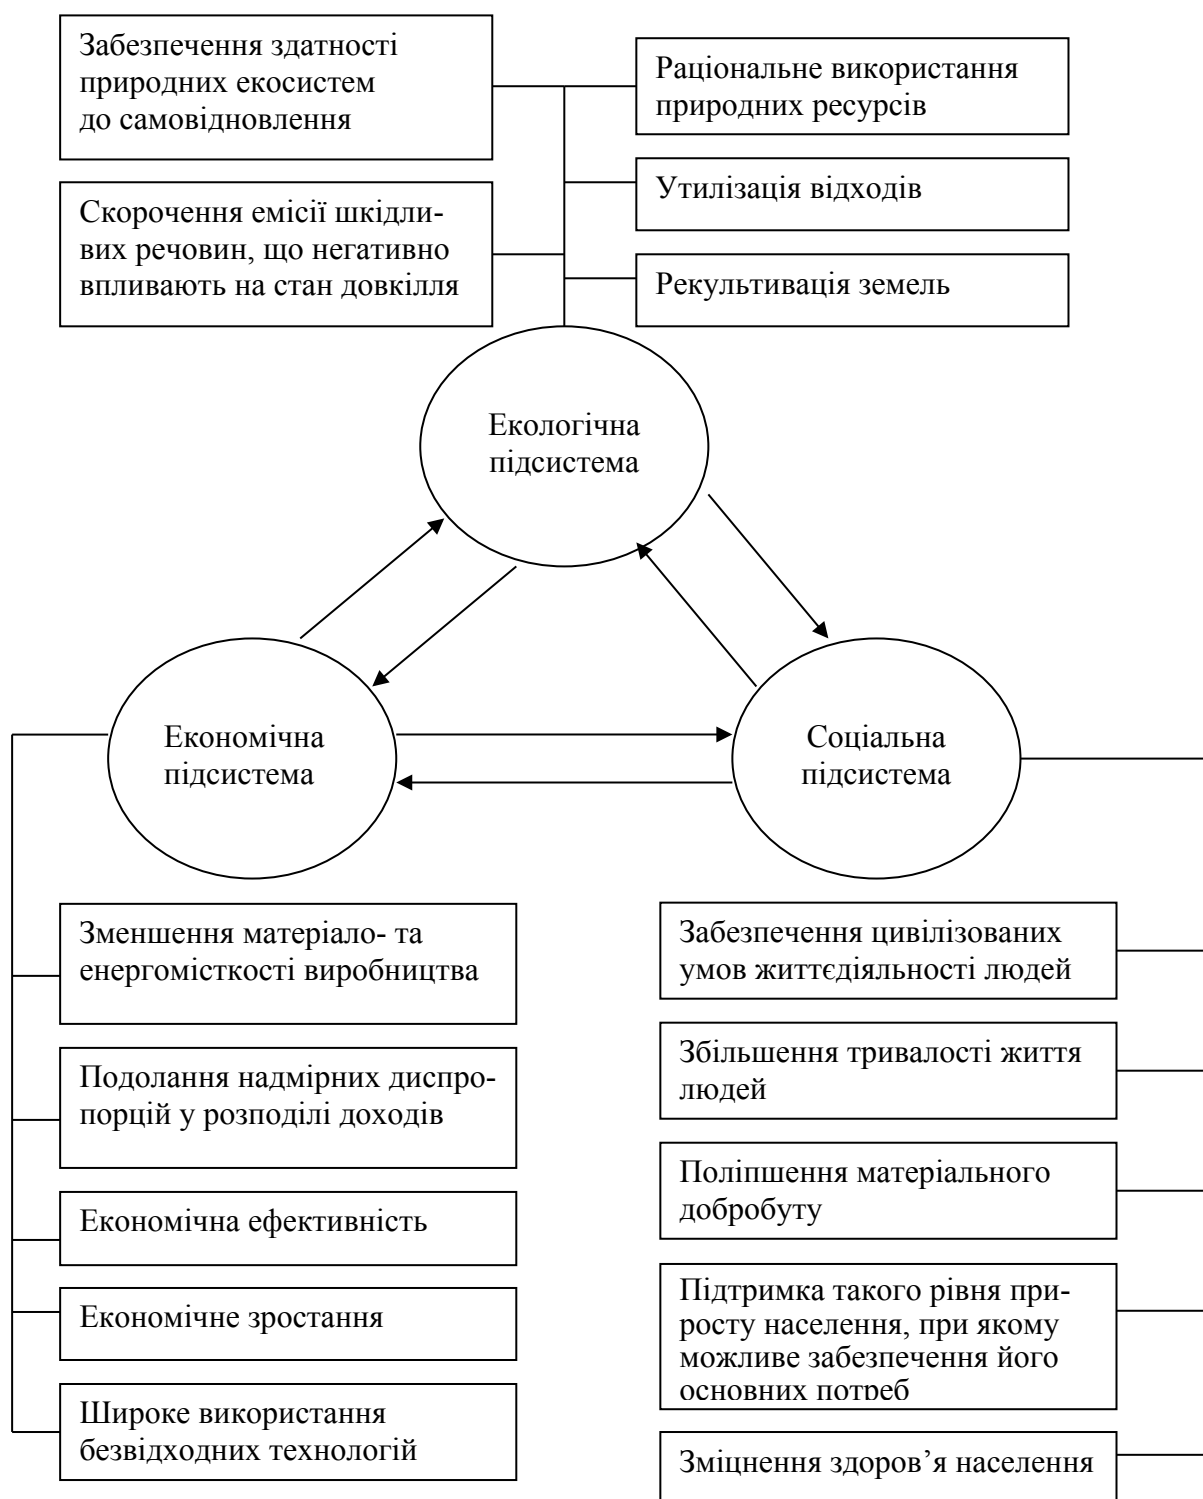 Забезпечення здатності
природних екосистем
до самовідновлення
Скорочення емісії шкідли-
вих речовин, що негативно
впливають на стан довкілля
Раціональне використання
природних ресурсів
Утилізація відходів
Рекультивація земель
Екологічна
підсистема
Економічна
підсистема
Соціальна
підсистема
Зменшення матеріало- та
енергомісткості виробництва
Подолання надмірних диспро-
порцій у розподілі доходів
Економічна ефективність
Економічне зростання
Широке використання
безвідходних технологій
Забезпечення цивілізованих
умов життєдіяльності людей
Збільшення тривалості життя
людей
Поліпшення матеріального
добробуту
Підтримка такого рівня при-
росту населення, при якому
можливе забезпечення його
основних потреб
Зміцнення здоров’я населення